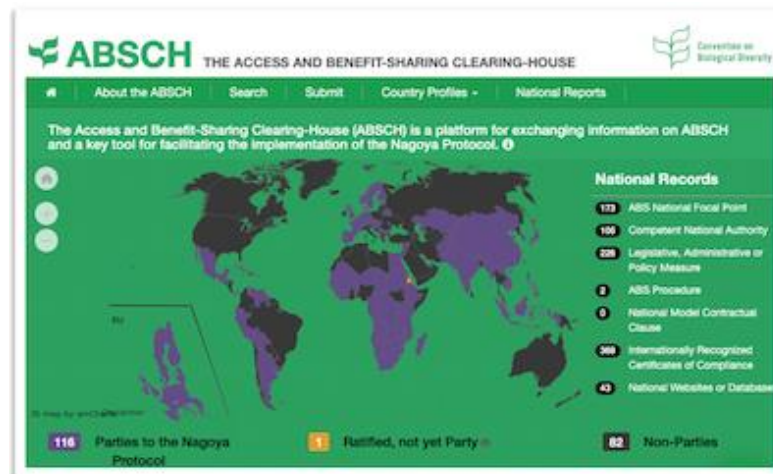 ABSCH THE ACCESS AND BENEFIT-SHARING CLEARING-HOUSE
Convention on
Biological Diversity
About the ABSCH Search Submit Country Profiles National Reports
The Access and Benefit-Sharing Clearing-House (ABSCH) is a platform for exchanging information on ABSCH
and a key tool for facilitating the implementation of the Nagoya Protocol.
National Records
173 ABS National Focal Point
Competent National Authority
Legislative, Administrative or
Policy Measure
2 ABS Procedure
0 National Model Contractual
Clause
Internationally Recognized
Certificates of Compliance
43 National Websites or Database
EU
116 Parties to the Nagoya
Protocol
1 Ratified, not yet Party
82 Non-Parties